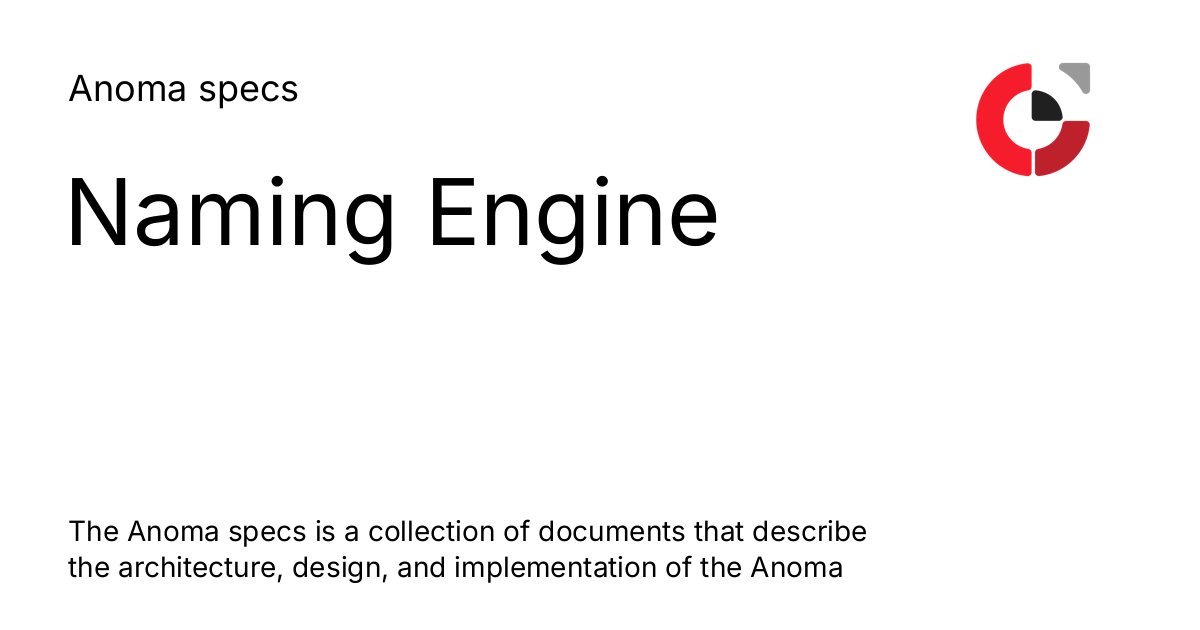 Anoma specs
Naming Engine
The Anoma specs is a collection of documents that describe
the architecture, design, and implementation of the Anoma